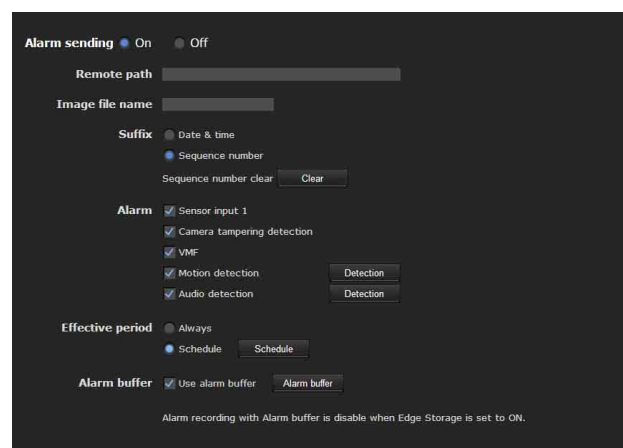 Alarm sending On Off
Remote path
Image file name
Suffix Date & time
Sequence number
Sequence number clear Clear
Alarm Sensor input 1
Camera tampering detection
VMF
Motion detection Detection
Audio detection Detection
Effective period Always
Schedule Schedule
Alarm buffer Use alarm buffer Alarm buffer
Alarm recording with Alarm buffer is disable when Edge Storage is set to ON.